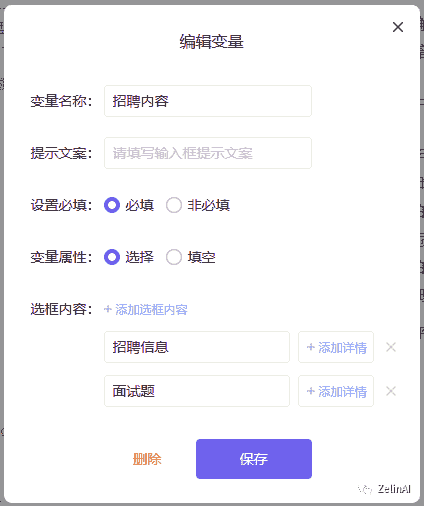 编辑变量
变量名称： 招聘内容
提示文案： 请填写输入框提示文案
设置必填： 必填 非必填
变量属性： 选择 填空
选框内容： + 添加选框内容
招聘信息 + 添加详情
面试题 + 添加详情
删除 保存
ZelinAI